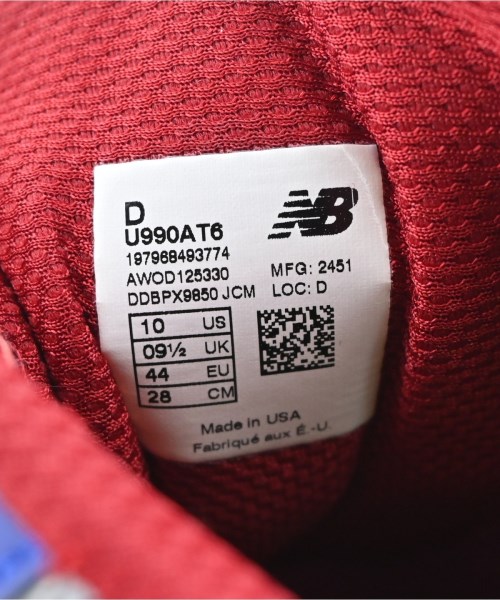 D
U990AT6
197968493774
AWOD125330
DDBPX9850 JCM
NB
MFG: 2451
LOC: D
10 US
09½ UK
44 EU
28 CM
Made in USA
Fabriqué aux É.-U.